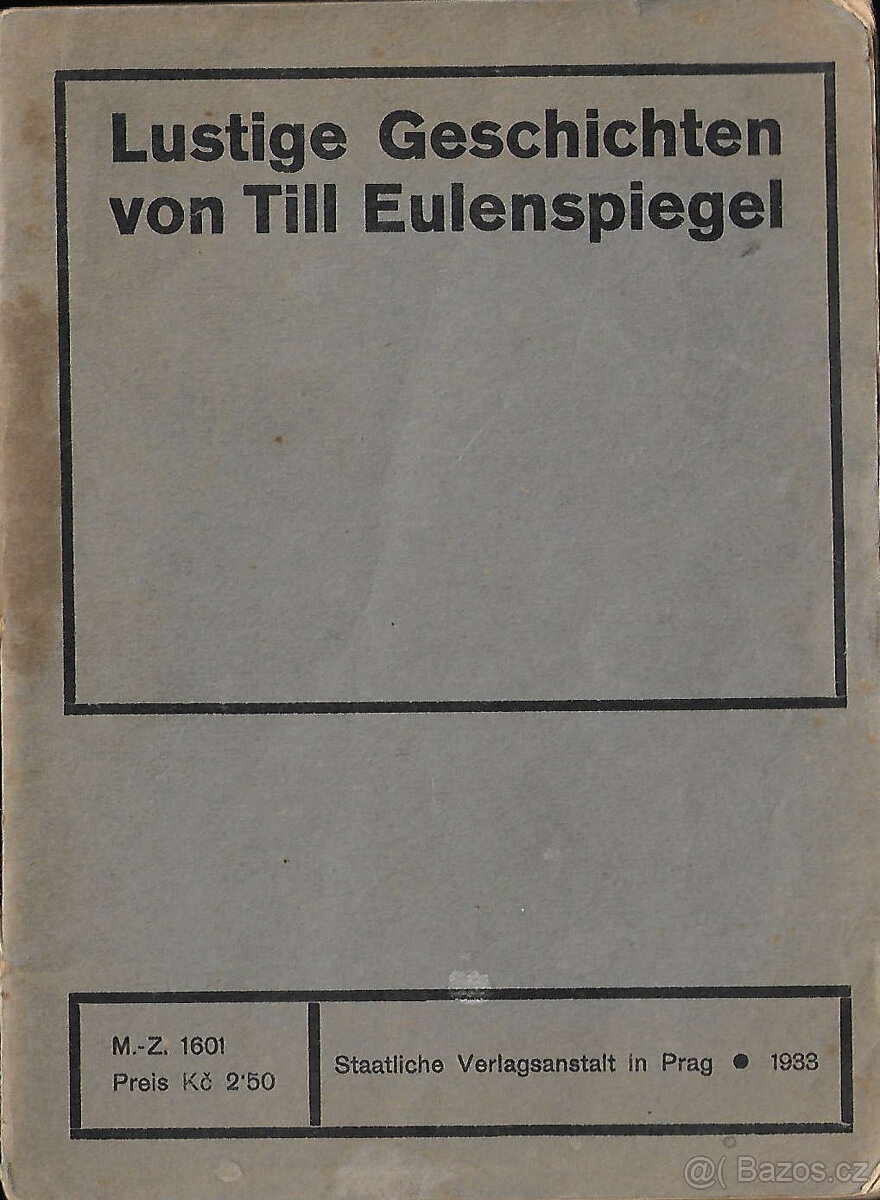 Lustige Geschichten
von Till Eulenspiegel
M.-Z. 1601
Preis Kč 2'50
Staatliche Verlagsanstalt in Prag ● 1933
@( Bazos.cz